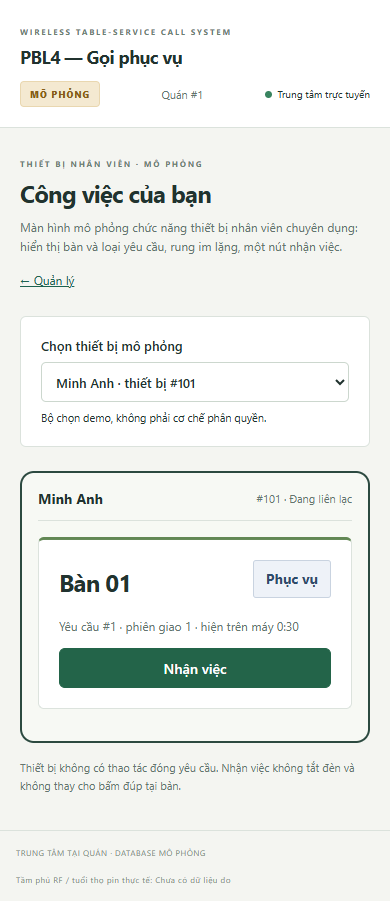 WIRELESS TABLE-SERVICE CALL SYSTEM
PBL4 — Gọi phục vụ
MÔ PHỎNG
Quán #1
Trung tâm trực tuyến
THIẾT BỊ NHÂN VIÊN · MÔ PHỎNG
Công việc của bạn
Màn hình mô phỏng chức năng thiết bị nhân viên chuyên dụng:
hiển thị bàn và loại yêu cầu, rung im lặng, một nút nhận việc.
← Quản lý
Chọn thiết bị mô phỏng
Minh Anh · thiết bị #101
Bộ chọn demo, không phải cơ chế phân quyền.
Minh Anh
#101 · Đang liên lạc
Bàn 01
Phục vụ
Yêu cầu #1 · phiên giao 1 · hiện trên máy 0:30
Nhận việc
Thiết bị không có thao tác đóng yêu cầu. Nhận việc không tắt đèn và
không thay cho bấm đúp tại bàn.
TRUNG TÂM TẠI QUÁN · DATABASE MÔ PHỎNG
Tầm phủ RF / tuổi thọ pin thực tế: Chưa có dữ liệu đo